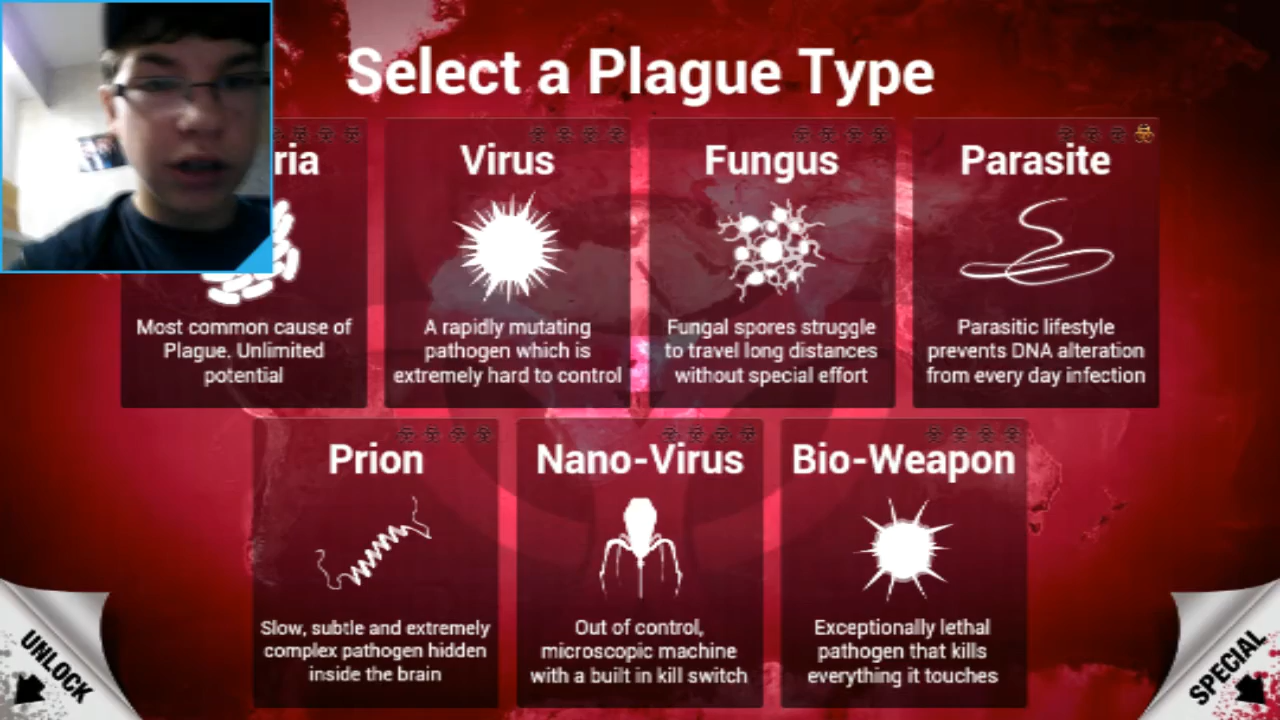 Select a Plague Type
ria
Virus
Fungus
Parasite
Most common cause of
Plague. Unlimited
potential
A rapidly mutating
pathogen which is
extremely hard to control
Fungal spores struggle
to travel long distances
without special effort
Parasitic lifestyle
prevents DNA alteration
from every day infection
Prion
Nano-Virus
Bio-Weapon
Slow, subtle and extremely
complex pathogen hidden
inside the brain
Out of control,
microscopic machine
with a built in kill switch
Exceptionally lethal
pathogen that kills
everything it touches
UNLOCK
SPECIAL